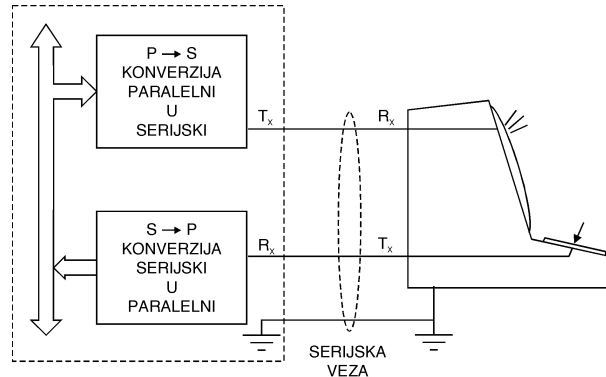 P → S
KONVERZIJA
PARALELNI
U
SERIJSKI
Tx
Rx
S → P
KONVERZIJA
SERIJSKI
U
PARALELNI
Rx
Tx
SERIJSKA
VEZA